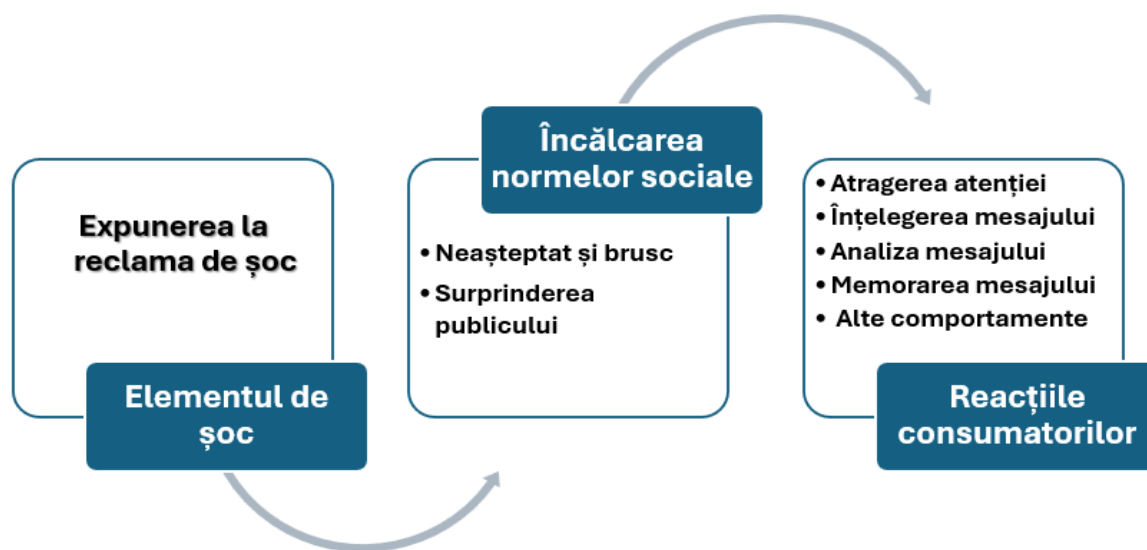 Expunerea la
reclama de șoc
Elementul de
șoc
Încălcarea
normelor sociale
• Neașteptat și brusc
• Surprinderea
publicului
• Atragerea atenției
• Înțelegerea mesajului
• Analiza mesajului
• Memorarea mesajului
• Alte comportamente
Reacțiile
consumatorilor